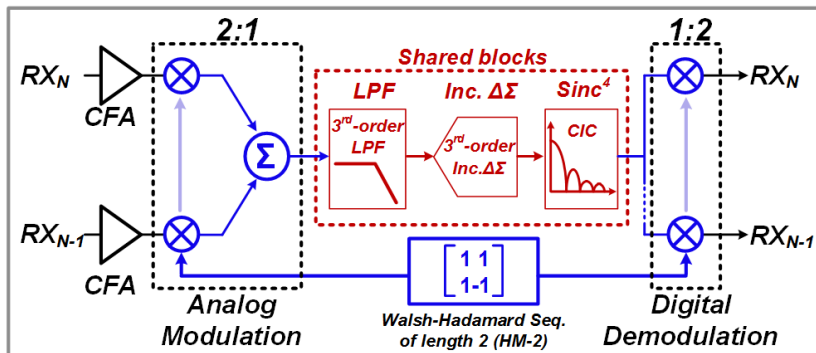 2:1
1:2
Shared blocks
RX_N
CFA
LPF
Inc. ΔΣ
Sinc⁴
3rd-order
LPF
3rd-order
Inc.ΔΣ
CIC
Σ
RX_N
RX_N-1
CFA
RX_N-1
1 1
1-1
Analog
Modulation
Walsh-Hadamard Seq.
of length 2 (HM-2)
Digital
Demodulation